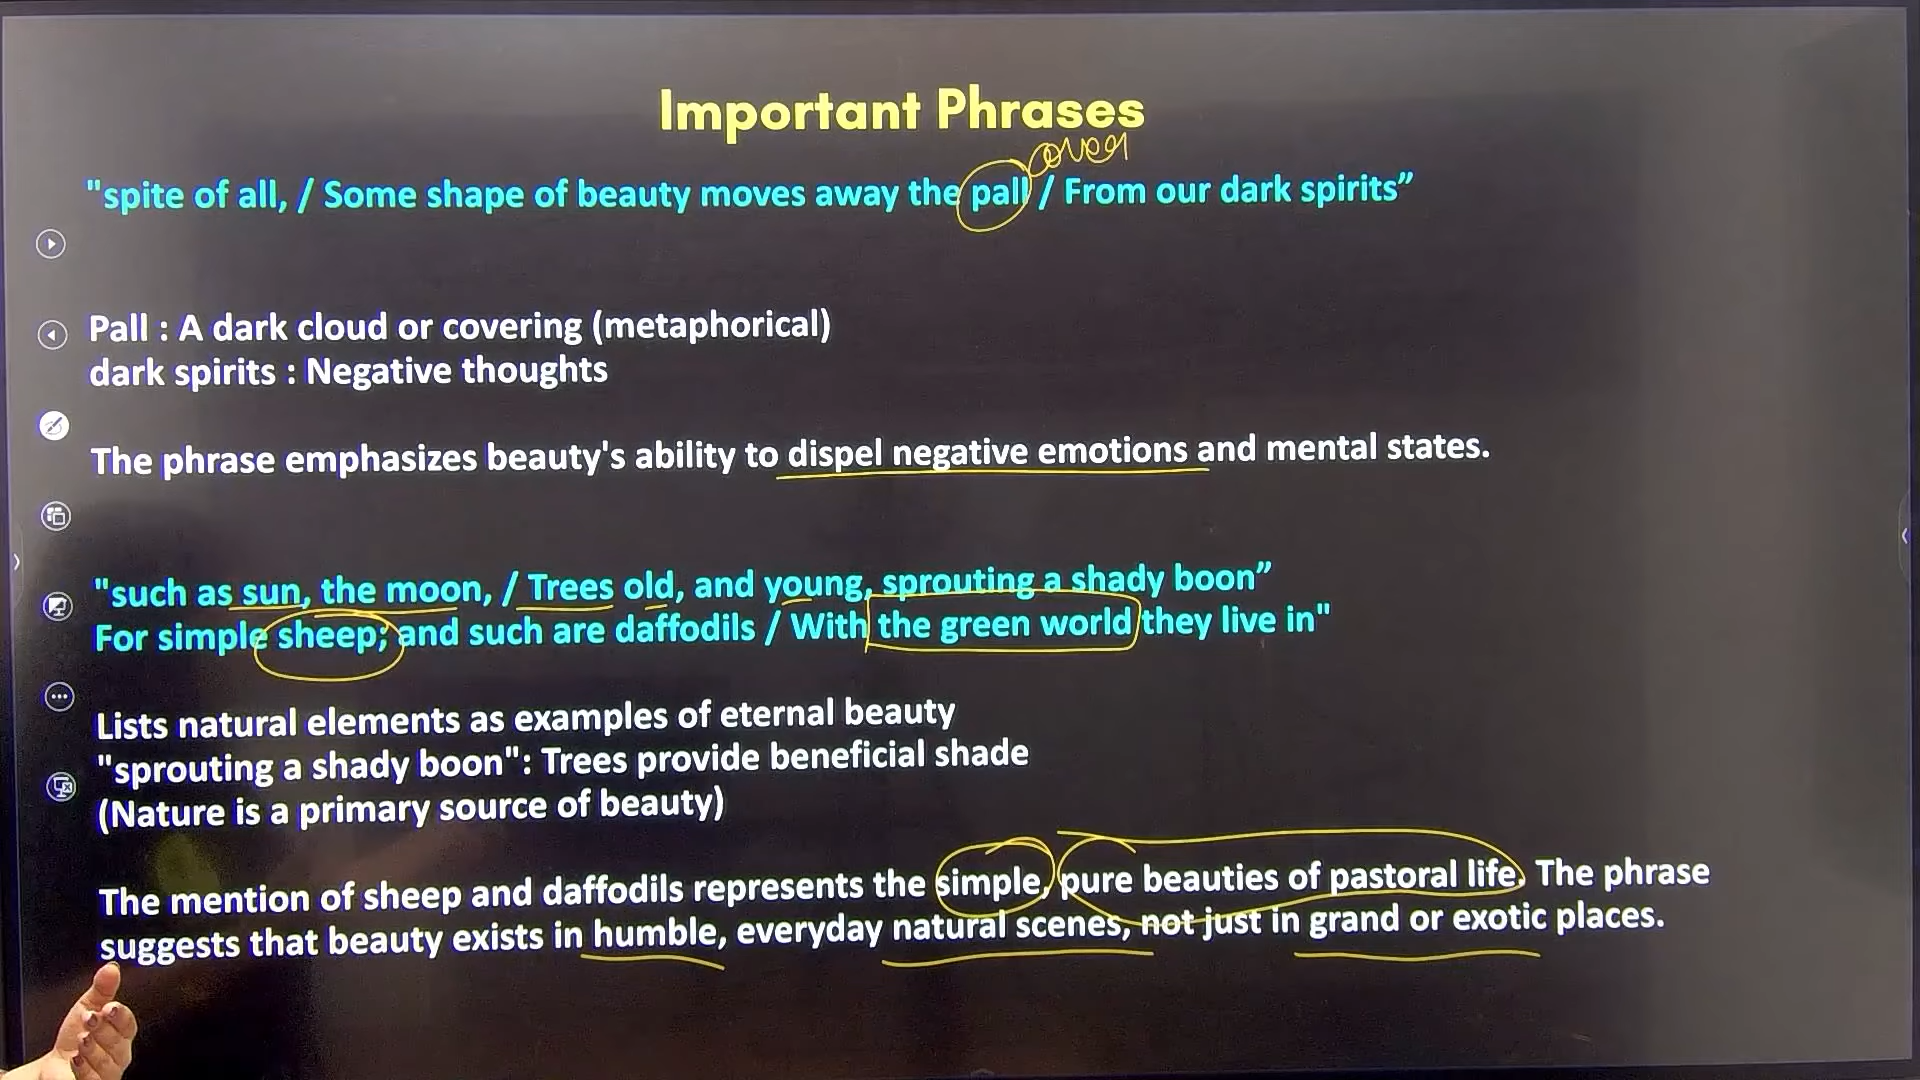 Important Phrases
cover
"spite of all, / Some shape of beauty moves away the pall / From our dark spirits”
Pall : A dark cloud or covering (metaphorical)
dark spirits : Negative thoughts
The phrase emphasizes beauty's ability to dispel negative emotions and mental states.
"such as sun, the moon, / Trees old, and young, sprouting a shady boon”
For simple sheep; and such are daffodils / With the green world they live in"
Lists natural elements as examples of eternal beauty
"sprouting a shady boon": Trees provide beneficial shade
(Nature is a primary source of beauty)
The mention of sheep and daffodils represents the simple, pure beauties of pastoral life. The phrase
suggests that beauty exists in humble, everyday natural scenes, not just in grand or exotic places.